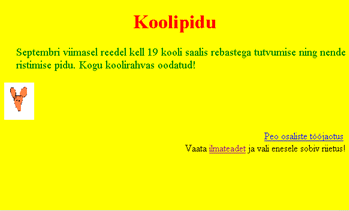 Koolipidu
Septembri viimasel reedel kell 19 kooli saalis rebastega tutvumise ning nende
ristimise pidu. Kogu koolirahvas oodatud!
Peo osaliste tööjaotus
Vaata ilmateadet ja vali enesele sobiv riietus!